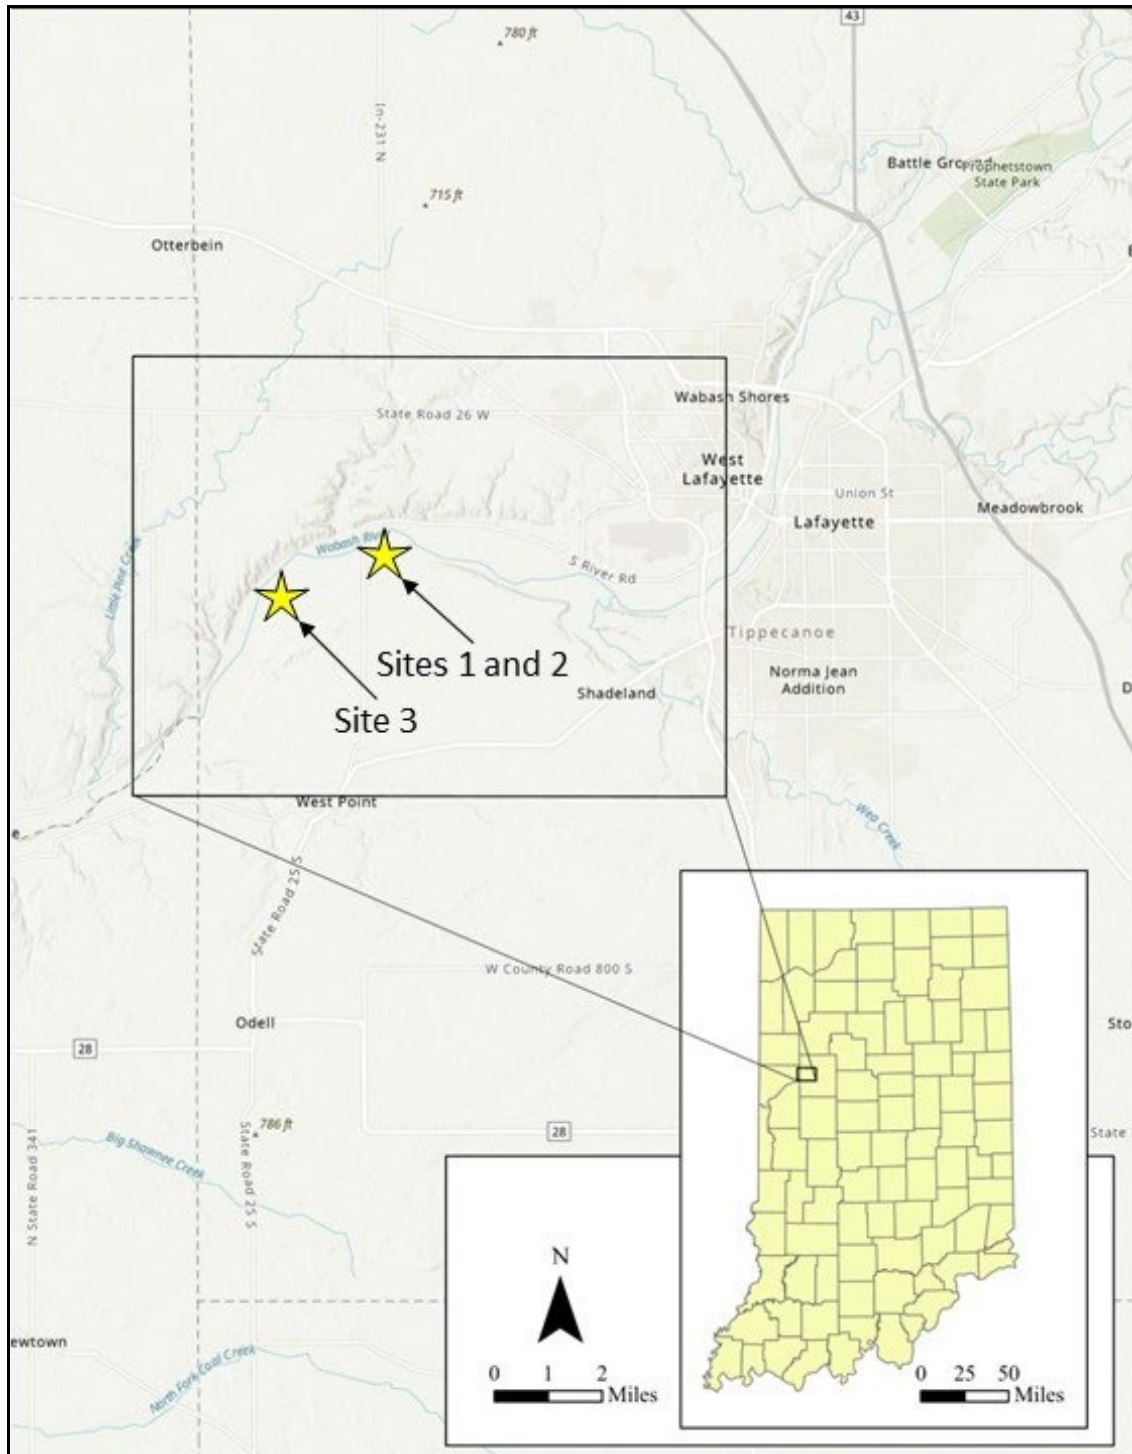 43
780 ft
In-231 N
Battle Ground
Prophetstown
State Park
715 ft
Otterbein
Wabash Shores
State Road 26 W
West
Lafayette
Union St
Meadowbrook
Lafayette
Wabash
S River Rd
Little Pine Creek
Tippecanoe
Sites 1 and 2
Norma Jean
Addition
Shadeland
D
Site 3
West Point
e
Wea Creek
State Road 25 S
W County Road 800 S
Odell
Sto
28
786 ft
28
State
Big Shawnee Creek
State Road 25 S
N State Road 341
N
ewtown
North Fork Coal Creek
0 1 2
Miles
0 25 50
Miles